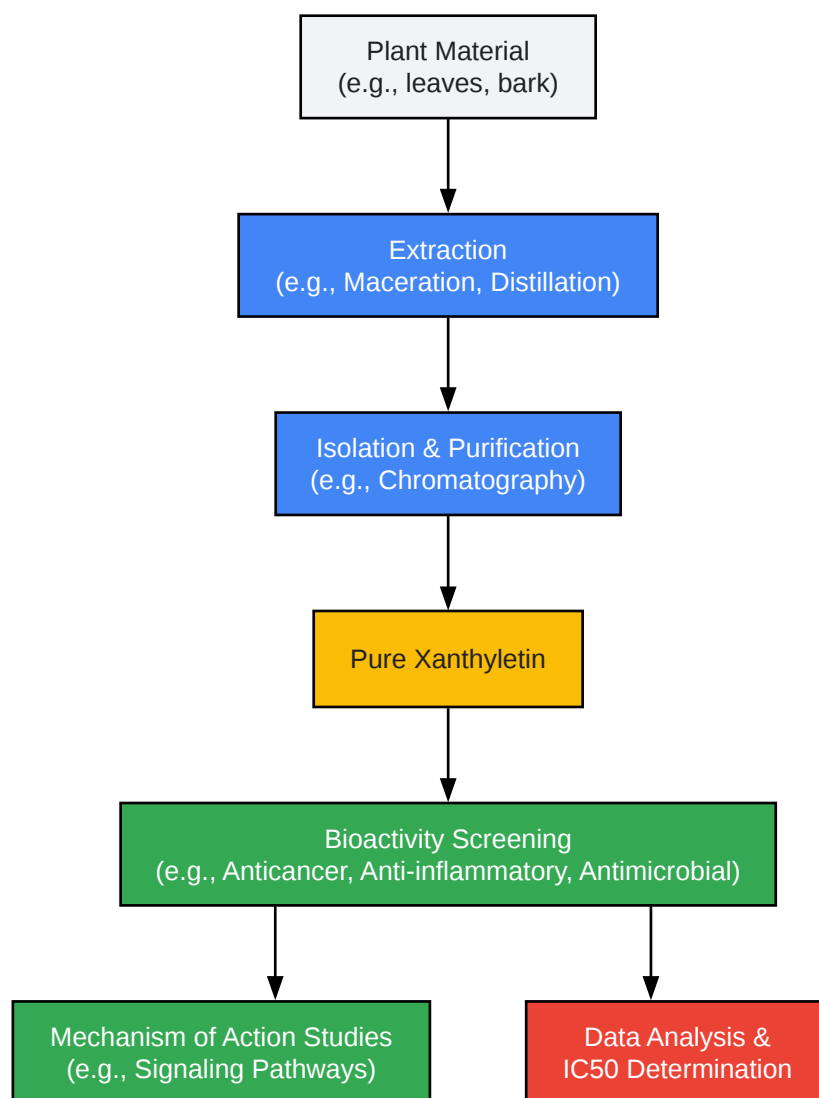 Plant Material
(e.g., leaves, bark)
Extraction
(e.g., Maceration, Distillation)
Isolation & Purification
(e.g., Chromatography)
Pure Xanthyletin
Bioactivity Screening
(e.g., Anticancer, Anti-inflammatory, Antimicrobial)
Mechanism of Action Studies
(e.g., Signaling Pathways)
Data Analysis &
IC50 Determination